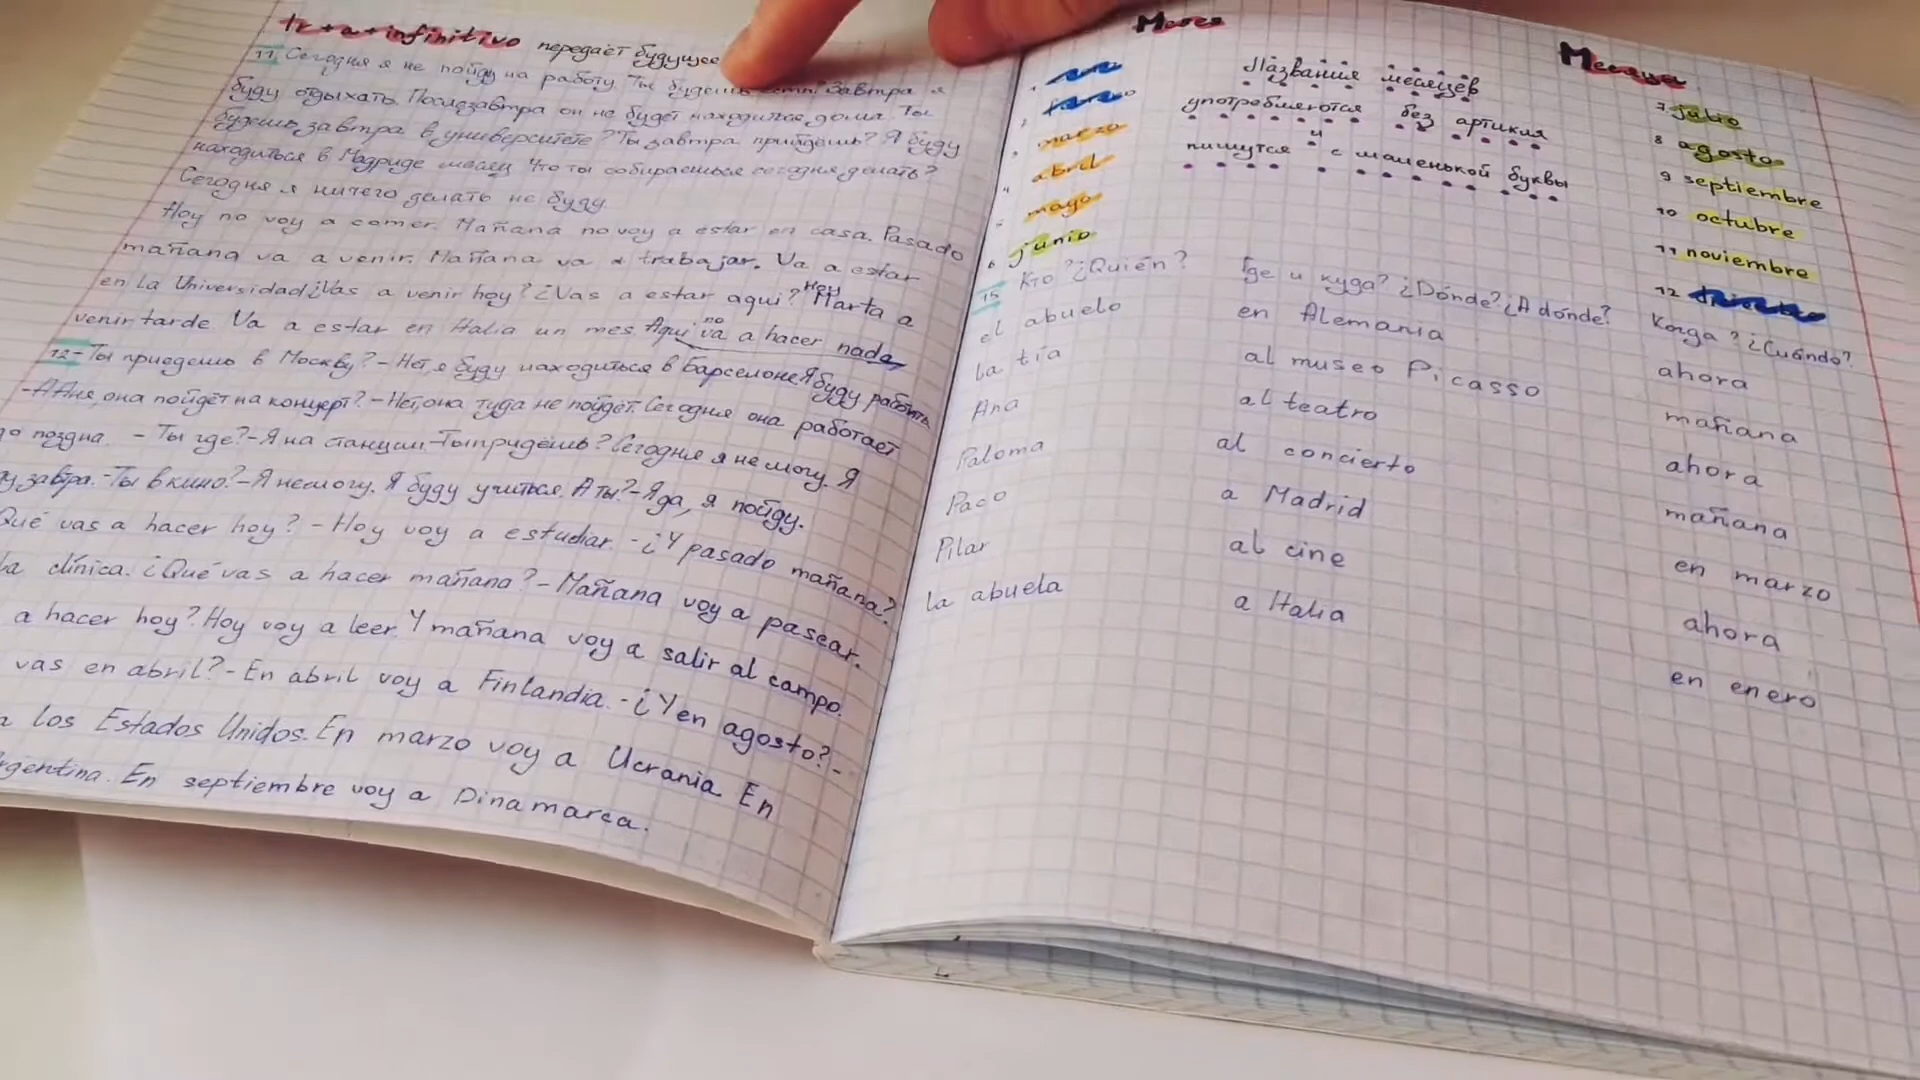 Ir + a + infinitivo передаёт будущее
11. Сегодня я не пойду на работу. Ты будешь Завтра я
буду отдыхать. Послезавтра он не будет находиться дома. Ты
будешь завтра в университете? Ты завтра прийдёшь? Я буду
находиться в Мадриде месяц. Что ты собираешься сегодня делать?
Сегодня я ничего делать не буду.
Hoy no voy a comer. Mañana no voy a estar en casa. Pasado
mañana va a venir. Mañana va a trabajar. Va a estar
en la Universidad ¿Vas a venir hoy? ¿Vas a estar aquí? Hoy Marta a
venir tarde Va a estar en Italia un mes. Aquí no va a hacer nada
12 - Ты приедешь в Москву? - Нет, я буду находиться в Барселоне. Я буду работать
- А Аня, она пойдёт на концерт? - Нет, она туда не пойдёт. Сегодня она работает
до поздна. - Ты где? - Я на станции. - Ты придёшь? Сегодня я не могу. Я
завтра. - Ты в кино? - Я не могу. Я буду учиться. А ты? - Я да, я пойду.
Qué vas a hacer hoy? - Hoy voy a estudiar. - ¿Y pasado mañana?
la clínica. ¿Qué vas a hacer mañana? - Mañana voy a pasear.
a hacer hoy? Hoy voy a leer. Y mañana voy a salir al campo.
vas en abril? - En abril voy a Finlandia. - ¿Y en agosto? -
a los Estados Unidos. En marzo voy a Ucrania En
rgentina. En septiembre voy a Dinamarca.
Meses
Месяца
1
2
3 marzo
4 abril
5 mayo
6 junio
Названия месяцев
употребляются без артикля
и
пишутся с маленькой буквы
7 julio
8 agosto
9 septiembre
10 octubre
11 noviembre
12
15 Кто? ¿Quién? Где и куда? ¿Dónde? ¿A dónde? Когда? ¿Cuándo?
el abuelo en Alemania ahora
la tía al museo Picasso mañana
Ana al teatro ahora
Paloma al concierto mañana
Paco a Madrid en marzo
Pilar al cine ahora
la abuela a Italia en enero